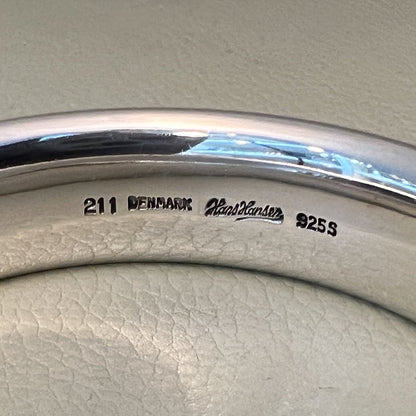 211 DENMARK Hans Hansen 925S